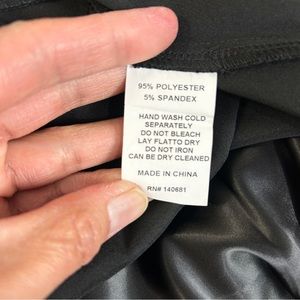 95% POLYESTER
5% SPANDEX
HAND WASH COLD
SEPARATELY
DO NOT BLEACH
LAY FLATTO DRY
DO NOT IRON
CAN BE DRY CLEANED
MADE IN CHINA
RN# 140681